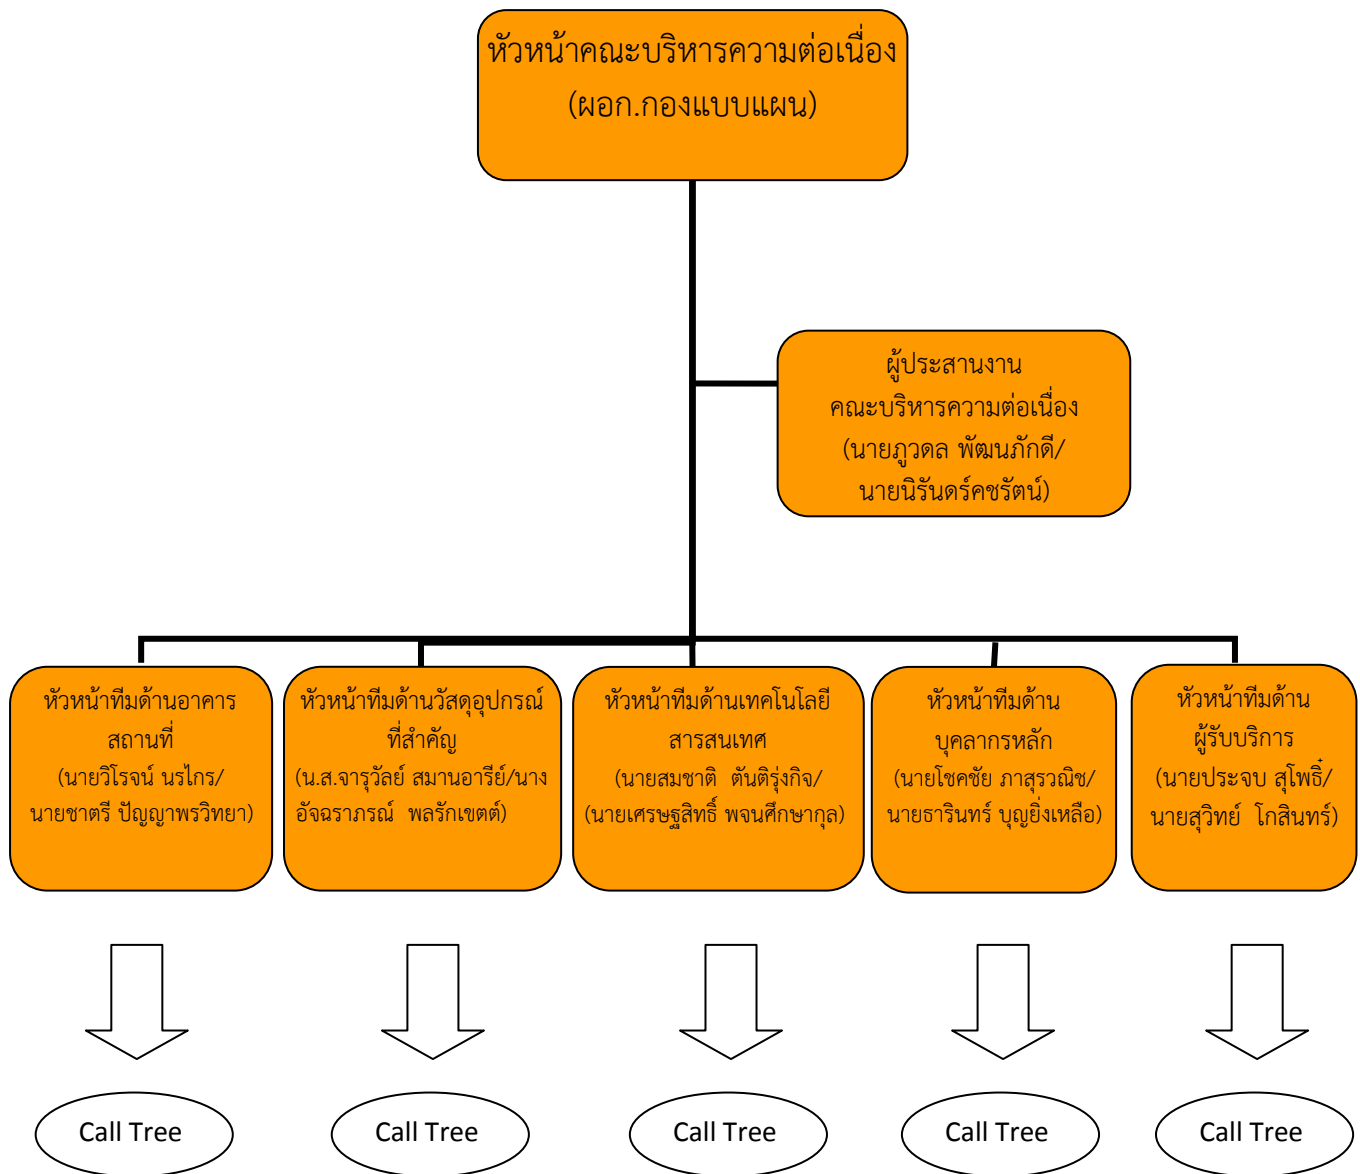 หัวหน้าคณะบริหารความต่อเนื่อง
(ผอก.กองแบบแผน)
ผู้ประสานงาน
คณะบริหารความต่อเนื่อง
(นายภูวดล พัฒนภักดี/
นายนิรันดร์คชรัตน์)
หัวหน้าทีมด้านอาคาร
สถานที่
(นายวิโรจน์ นรไกร/
นายชาตรี ปัญญาพรวิทยา)
หัวหน้าทีมด้านวัสดุอุปกรณ์
ที่สำคัญ
(น.ส.จารุวัลย์ สมานอารีย์/นาง
อัจฉราภรณ์ พลรักเขตต์)
หัวหน้าทีมด้านเทคโนโลยี
สารสนเทศ
(นายสมชาติ ตันติรุ่งกิจ/
(นายเศรษฐสิทธิ์ พจนศึกษากุล)
หัวหน้าทีมด้าน
บุคลากรหลัก
(นายโชคชัย ภาสุรวณิช/
นายธารินทร์ บุญยิ่งเหลือ)
หัวหน้าทีมด้าน
ผู้รับบริการ
(นายประจบ สุโพธิ๋/
นายสุวิทย์ โกสินทร์)
Call Tree
Call Tree
Call Tree
Call Tree
Call Tree